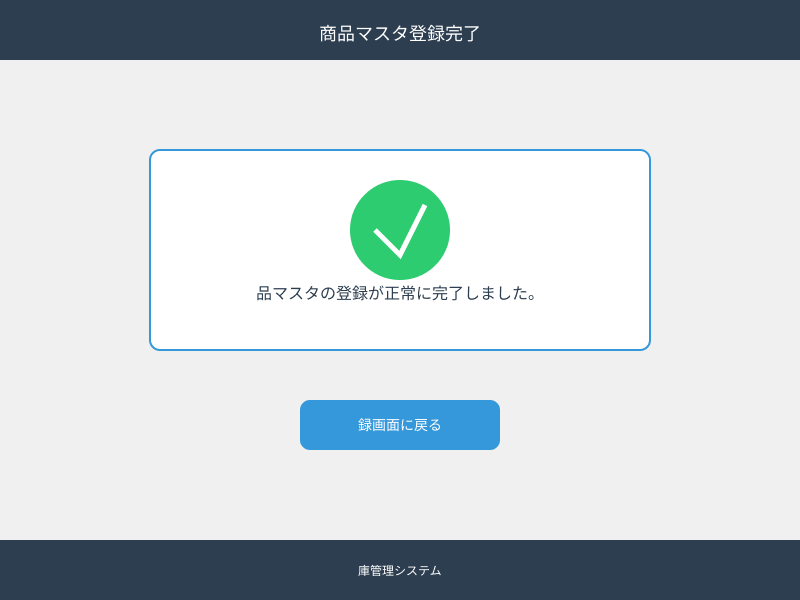 商品マスタ登録完了
品マスタの登録が正常に完了しました。
録画面に戻る
庫管理システム